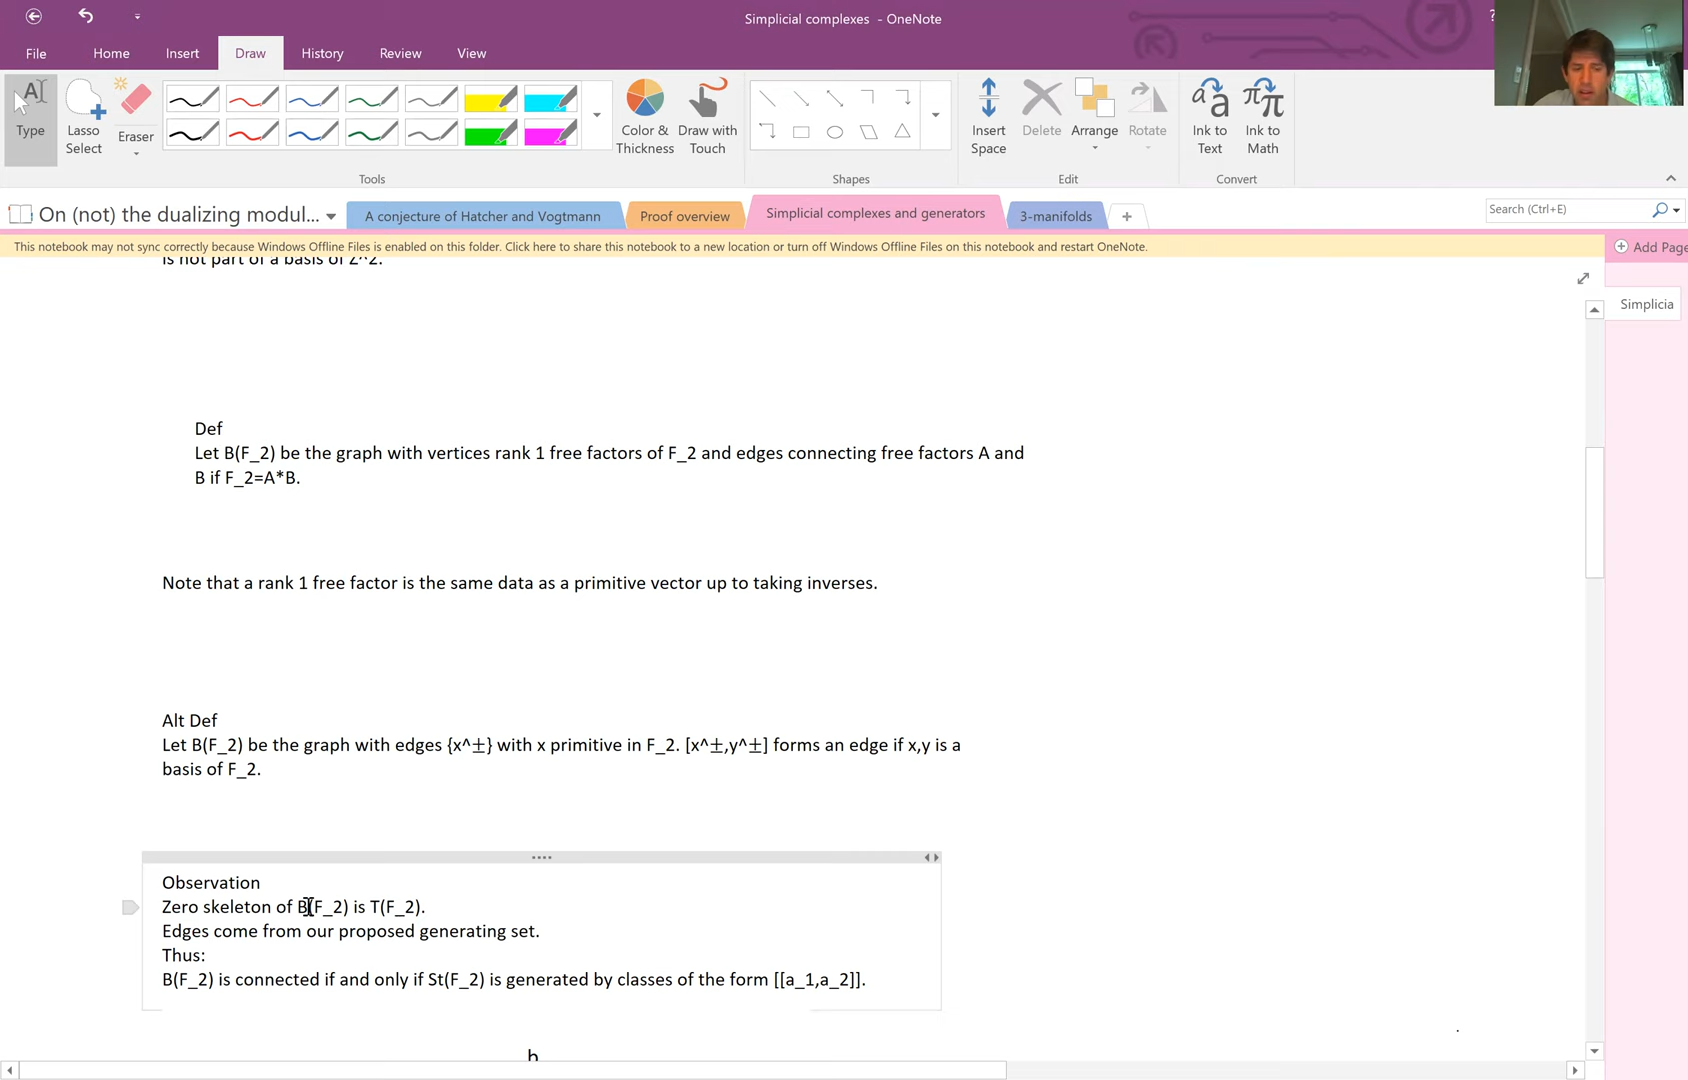 Simplicial complexes - OneNote
?
File
Home
Insert
Draw
History
Review
View
Type
Lasso
Select
Eraser
Color &
Thickness
Draw with
Touch
Insert
Space
Delete
Arrange
Rotate
Ink to
Text
Ink to
Math
Tools
Shapes
Edit
Convert
On (not) the dualizing modul...
A conjecture of Hatcher and Vogtmann
Proof overview
Simplicial complexes and generators
3-manifolds
Search (Ctrl+E)
This notebook may not sync correctly because Windows Offline Files is enabled on this folder. Click here to share this notebook to a new location or turn off Windows Offline Files on this notebook and restart OneNote.
Add Page
Simplicia
is not part of a basis of Z^2.
Def
Let B(F_2) be the graph with vertices rank 1 free factors of F_2 and edges connecting free factors A and
B if F_2=A*B.
Note that a rank 1 free factor is the same data as a primitive vector up to taking inverses.
Alt Def
Let B(F_2) be the graph with edges {x^±} with x primitive in F_2. [x^±,y^±] forms an edge if x,y is a
basis of F_2.
Observation
Zero skeleton of B(F_2) is T(F_2).
Edges come from our proposed generating set.
Thus:
B(F_2) is connected if and only if St(F_2) is generated by classes of the form [[a_1,a_2]].
b